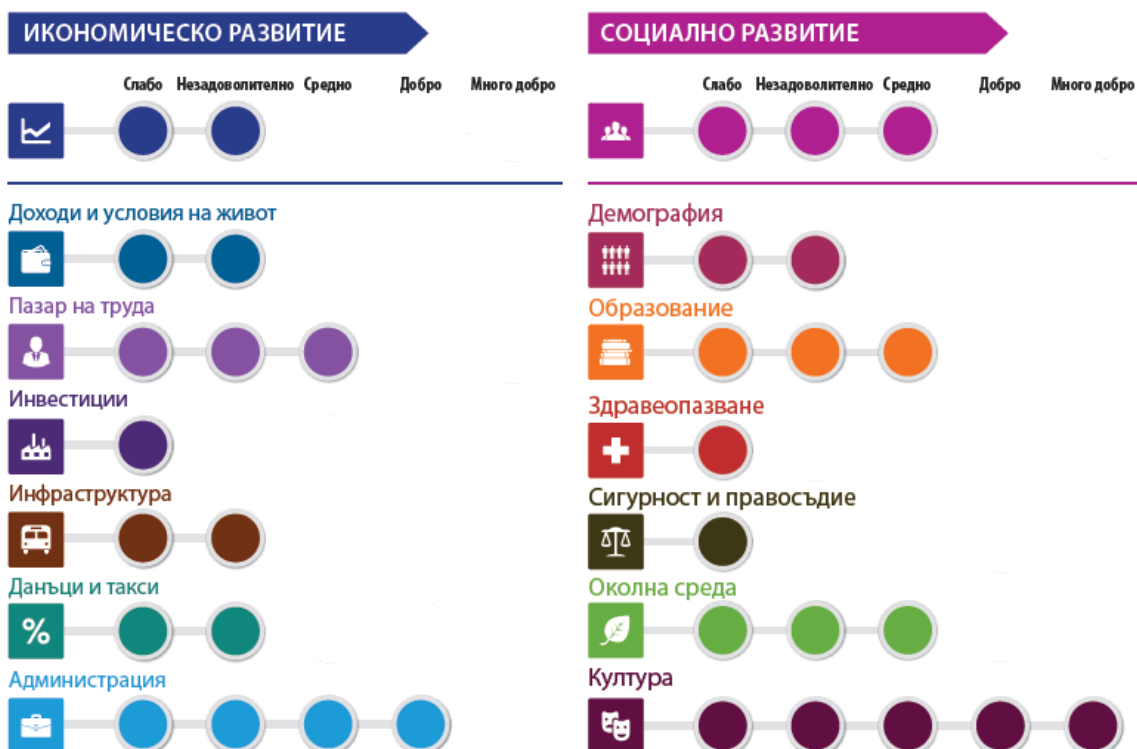 ИКОНОМИЧЕСКО РАЗВИТИЕ
Слабо Незадоволително Средно Добро Много добро
Доходи и условия на живот
Пазар на труда
Инвестиции
Инфраструктура
Данъци и такси
%
Администрация
СОЦИАЛНО РАЗВИТИЕ
Слабо Незадоволително Средно Добро Много добро
Демография
Образование
Здравеопазване
Сигурност и правосъдие
Околна среда
Култура